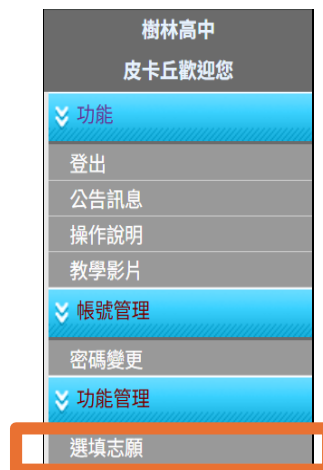 樹林高中
皮卡丘歡迎您
功能
登出
公告訊息
操作說明
教學影片
帳號管理
密碼變更
功能管理
選填志願